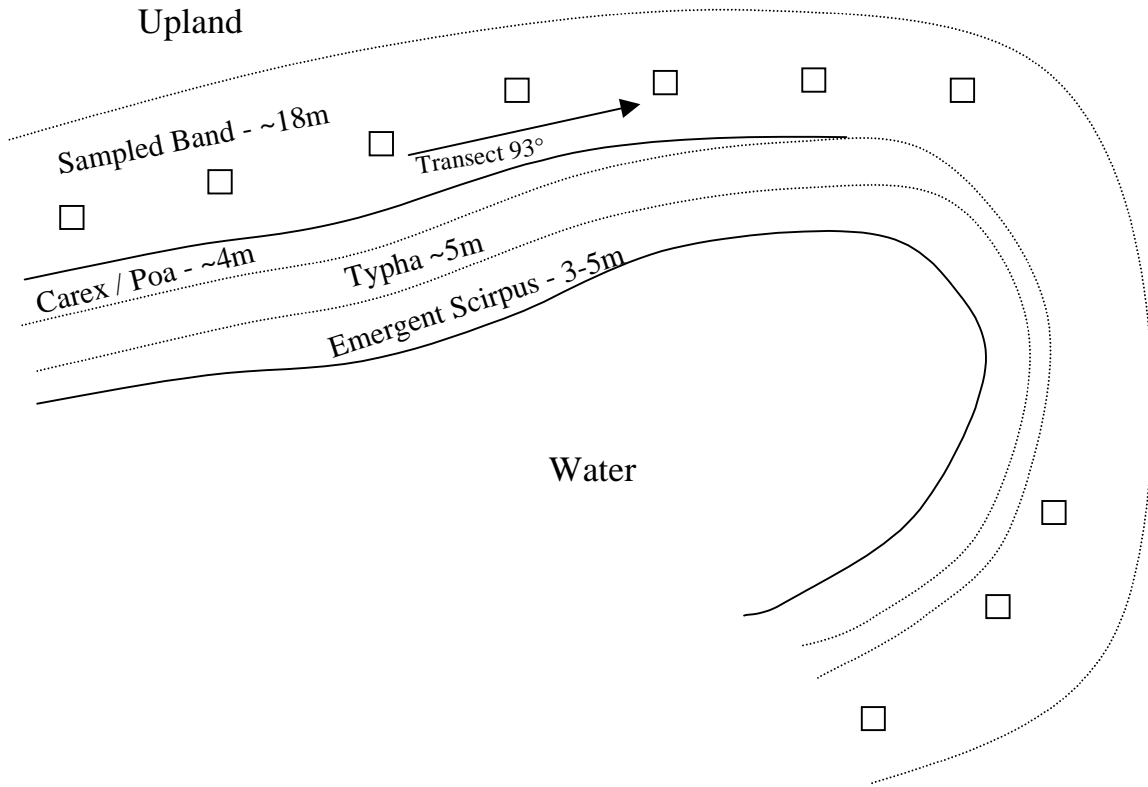 Upland
Sampled Band - ~18m
Transect 93°
Carex / Poa - ~4m
Typha ~5m
Emergent Scirpus - 3-5m
Water